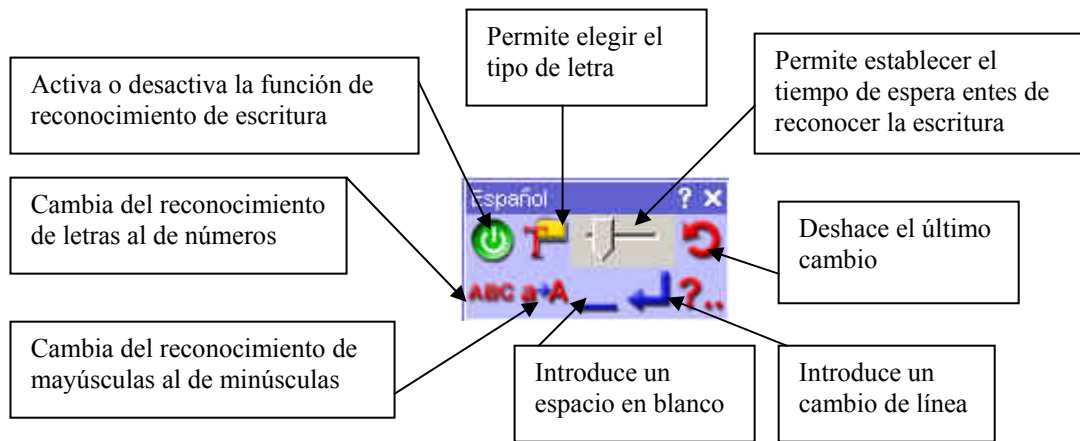 Permite elegir el
tipo de letra
Permite establecer el
tiempo de espera entes de
reconocer la escritura
Activa o desactiva la función de
reconocimiento de escritura
Cambia del reconocimiento
de letras al de números
Español ? X
Deshace el último
cambio
ABC a→A ?..
Cambia del reconocimiento de
mayúsculas al de minúsculas
Introduce un
espacio en blanco
Introduce un
cambio de línea